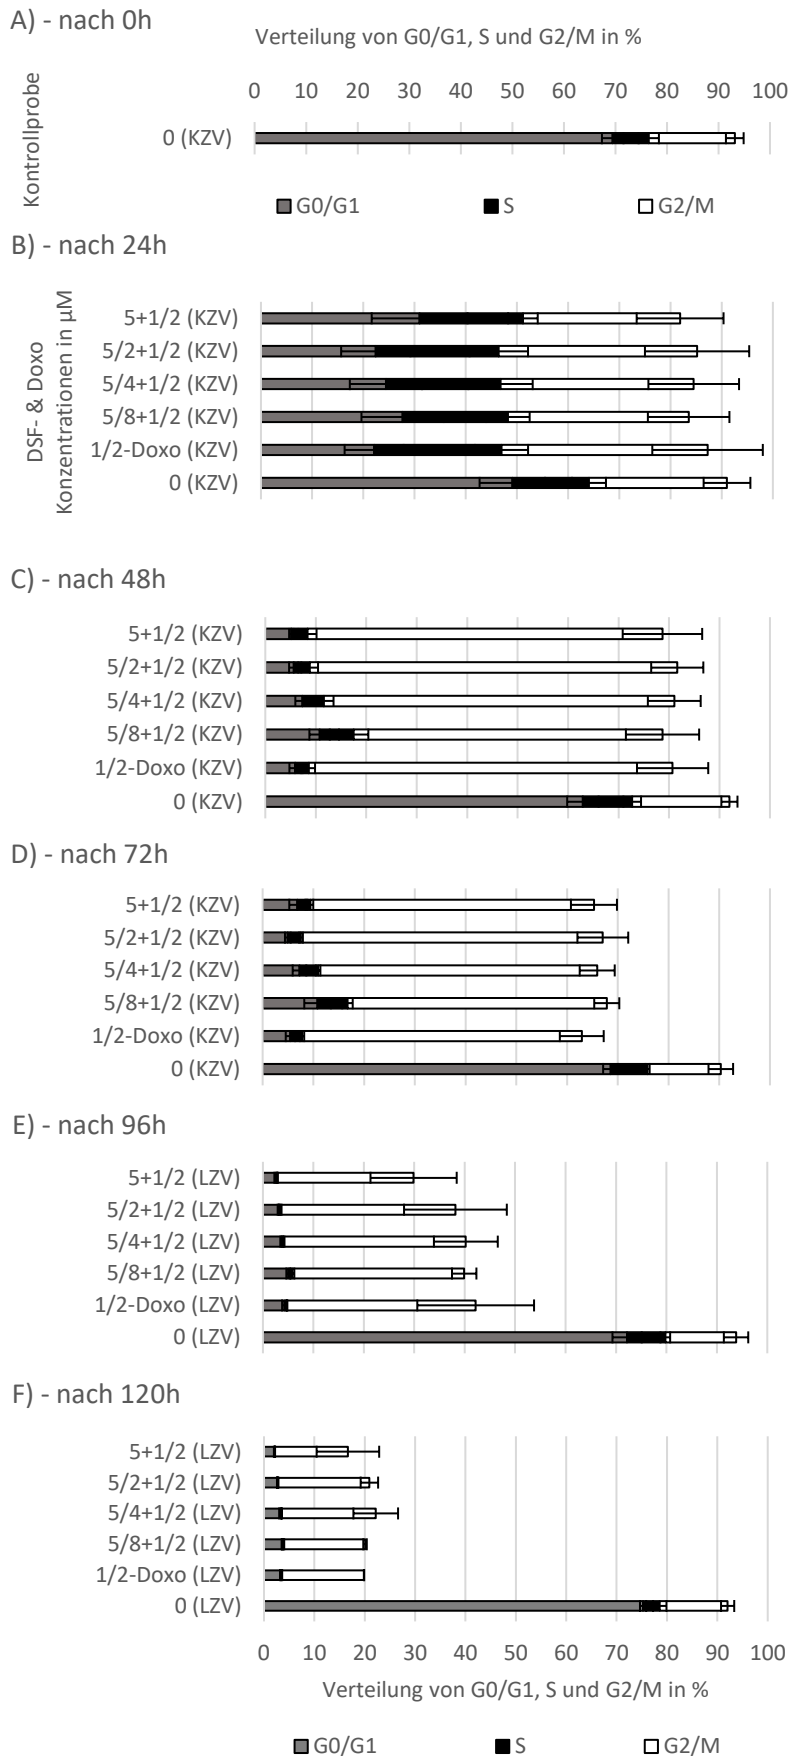 A) - nach 0h
Verteilung von G0/G1, S und G2/M in %
0 10 20 30 40 50 60 70 80 90 100
Kontrollprobe
0 (KZV)
G0/G1 S G2/M
B) - nach 24h
DSF- & Doxo
Konzentrationen in µM
5+1/2 (KZV)
5/2+1/2 (KZV)
5/4+1/2 (KZV)
5/8+1/2 (KZV)
1/2-Doxo (KZV)
0 (KZV)
C) - nach 48h
5+1/2 (KZV)
5/2+1/2 (KZV)
5/4+1/2 (KZV)
5/8+1/2 (KZV)
1/2-Doxo (KZV)
0 (KZV)
D) - nach 72h
5+1/2 (KZV)
5/2+1/2 (KZV)
5/4+1/2 (KZV)
5/8+1/2 (KZV)
1/2-Doxo (KZV)
0 (KZV)
E) - nach 96h
5+1/2 (LZV)
5/2+1/2 (LZV)
5/4+1/2 (LZV)
5/8+1/2 (LZV)
1/2-Doxo (LZV)
0 (LZV)
F) - nach 120h
5+1/2 (LZV)
5/2+1/2 (LZV)
5/4+1/2 (LZV)
5/8+1/2 (LZV)
1/2-Doxo (LZV)
0 (LZV)
0 10 20 30 40 50 60 70 80 90 100
Verteilung von G0/G1, S und G2/M in %
G0/G1 S G2/M